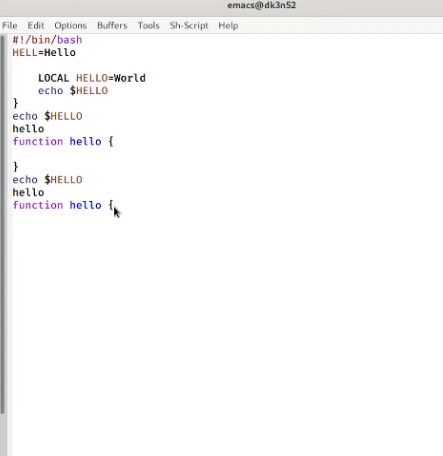 emacs@dk3n52
File Edit Options Buffers Tools Sh-Script Help
#!/bin/bash
HELL=Hello
LOCAL HELLO=World
echo $HELLO
}
echo $HELLO
hello
function hello {
}
echo $HELLO
hello
function hello {